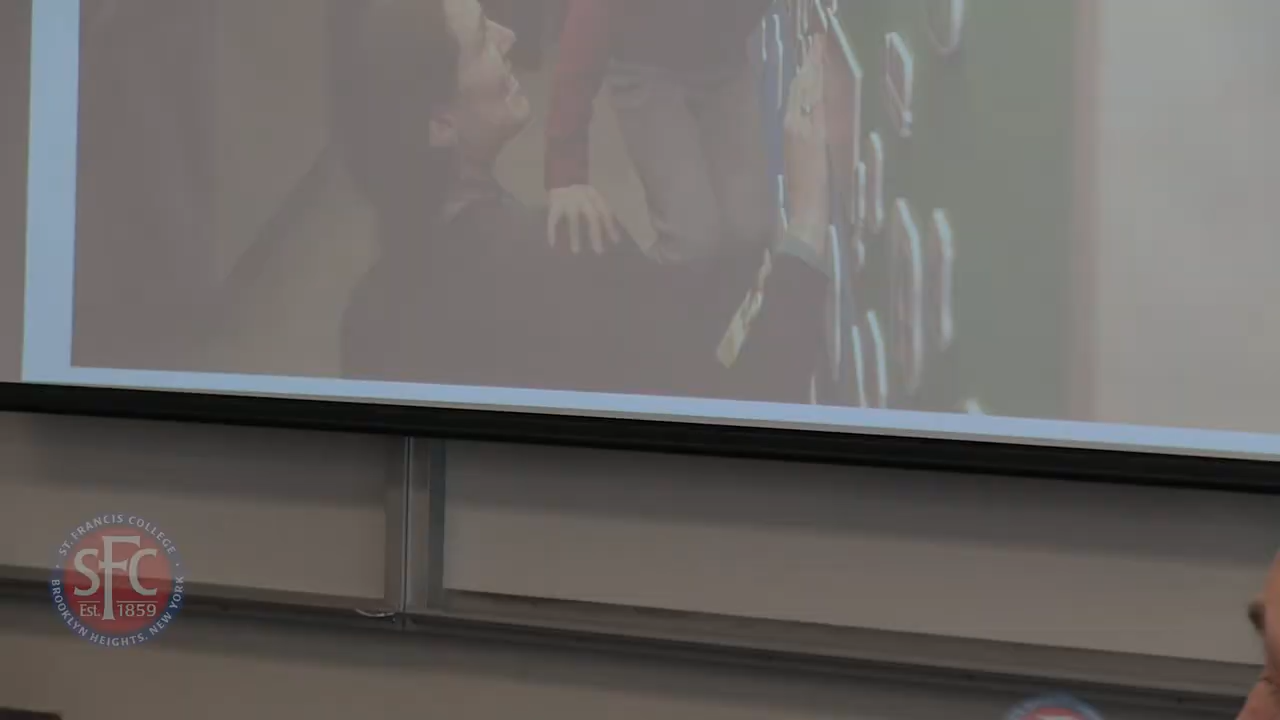 ST. FRANCIS COLLEGE
SFC
Est. 1859
BROOKLYN HEIGHTS, NEW YORK